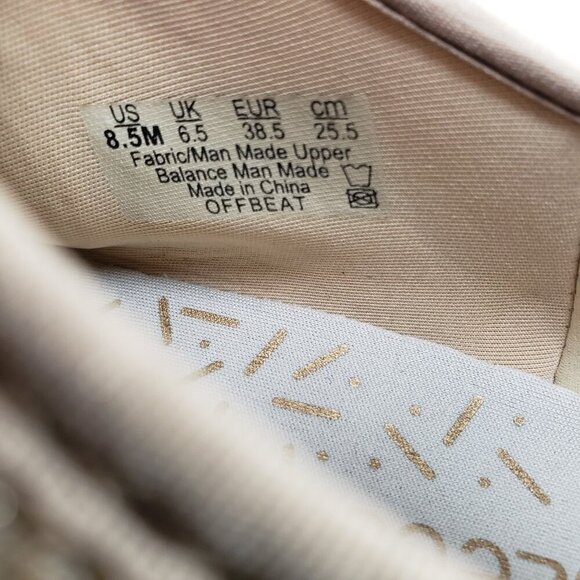 US UK EUR cm
8.5M 6.5 38.5 25.5
Fabric/Man Made Upper
Balance Man Made
Made in China
OFFBEAT